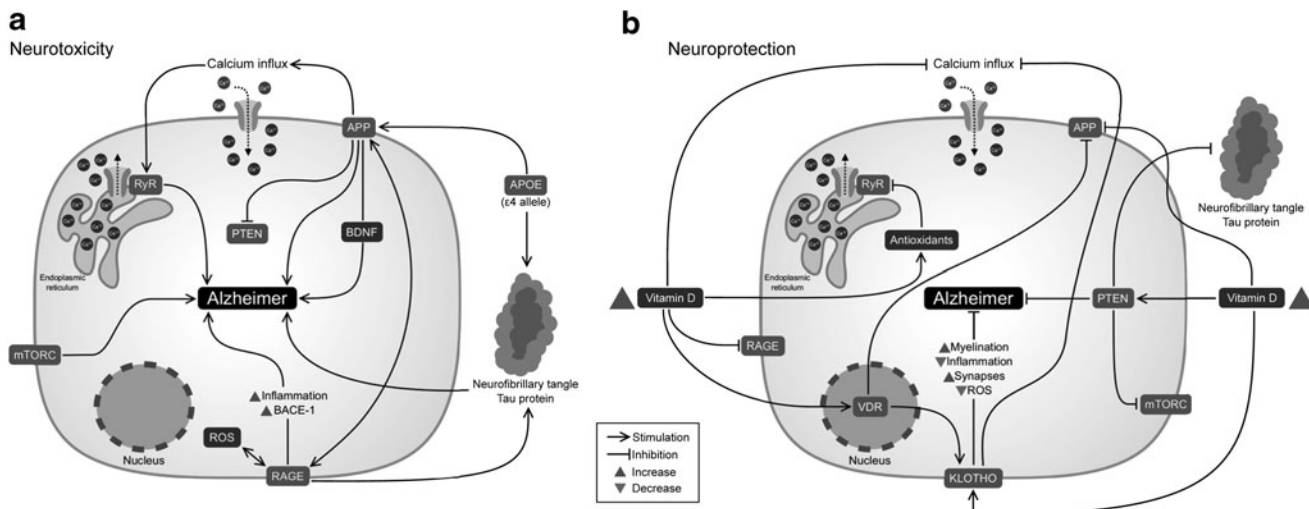 a
Neurotoxicity
Calcium influx
APP
RyR
APOE
(ε4 allele)
PTEN
BDNF
Endoplasmic
reticulum
Alzheimer
mTORC
Neurofibrillary tangle
Tau protein
Inflammation
BACE-1
ROS
Nucleus
RAGE
b
Neuroprotection
Calcium influx
APP
RyR
Neurofibrillary tangle
Tau protein
Antioxidants
Endoplasmic
reticulum
Vitamin D
Alzheimer
PTEN
Vitamin D
RAGE
Myelination
Inflammation
Synapses
ROS
VDR
mTORC
Nucleus
KLOTHO
Stimulation
Inhibition
Increase
Decrease